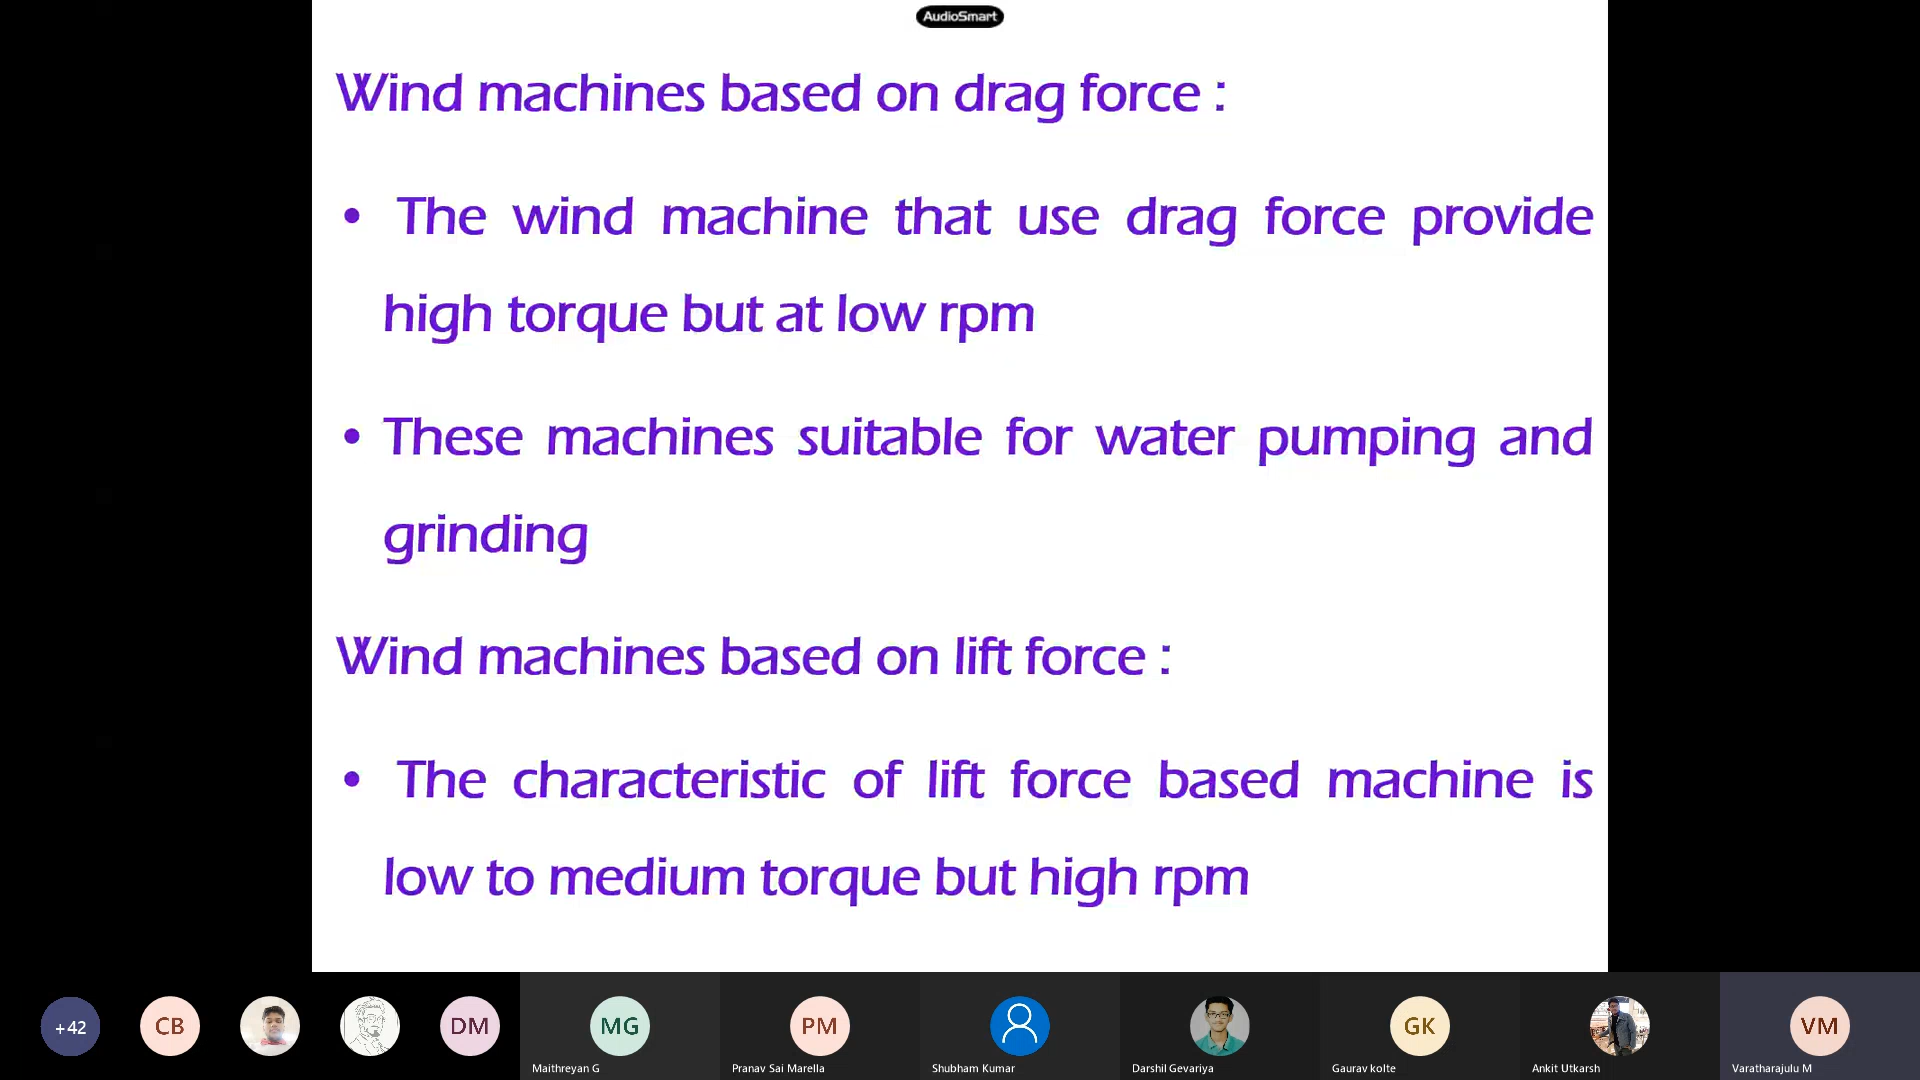 AudioSmart
Wind machines based on drag force :
• The wind machine that use drag force provide
high torque but at low rpm
• These machines suitable for water pumping and
grinding
Wind machines based on lift force :
• The characteristic of lift force based machine is
low to medium torque but high rpm
+42
CB
DM
MG
PM
GK
VM
Maithreyan G
Pranav Sai Marella
Shubham Kumar
Darshil Gevariya
Gaurav kolte
Ankit Utkarsh
Varatharajulu M